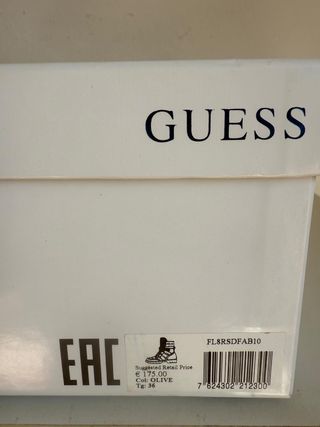 GUESS
EAC
FL8RSDFAB10
Suggested Retail Price
€ 175.00
Col: OLIVE
Tg: 36
7 624302 212300